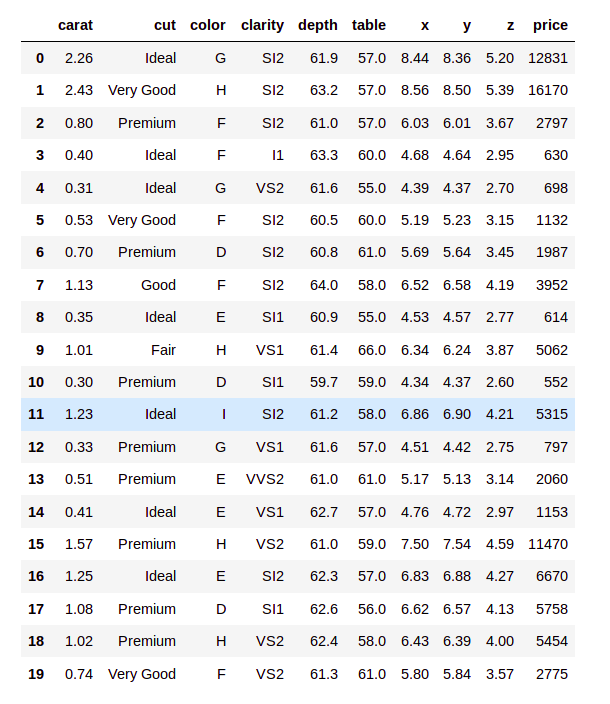 carat cut color clarity depth table x y z price
0 2.26 Ideal G SI2 61.9 57.0 8.44 8.36 5.20 12831
1 2.43 Very Good H SI2 63.2 57.0 8.56 8.50 5.39 16170
2 0.80 Premium F SI2 61.0 57.0 6.03 6.01 3.67 2797
3 0.40 Ideal F I1 63.3 60.0 4.68 4.64 2.95 630
4 0.31 Ideal G VS2 61.6 55.0 4.39 4.37 2.70 698
5 0.53 Very Good F SI2 60.5 60.0 5.19 5.23 3.15 1132
6 0.70 Premium D SI2 60.8 61.0 5.69 5.64 3.45 1987
7 1.13 Good F SI2 64.0 58.0 6.52 6.58 4.19 3952
8 0.35 Ideal E SI1 60.9 55.0 4.53 4.57 2.77 614
9 1.01 Fair H VS1 61.4 66.0 6.34 6.24 3.87 5062
10 0.30 Premium D SI1 59.7 59.0 4.34 4.37 2.60 552
11 1.23 Ideal I SI2 61.2 58.0 6.86 6.90 4.21 5315
12 0.33 Premium G VS1 61.6 57.0 4.51 4.42 2.75 797
13 0.51 Premium E VVS2 61.0 61.0 5.17 5.13 3.14 2060
14 0.41 Ideal E VS1 62.7 57.0 4.76 4.72 2.97 1153
15 1.57 Premium H VS2 61.0 59.0 7.50 7.54 4.59 11470
16 1.25 Ideal E SI2 62.3 57.0 6.83 6.88 4.27 6670
17 1.08 Premium D SI1 62.6 56.0 6.62 6.57 4.13 5758
18 1.02 Premium H VS2 62.4 58.0 6.43 6.39 4.00 5454
19 0.74 Very Good F VS2 61.3 61.0 5.80 5.84 3.57 2775